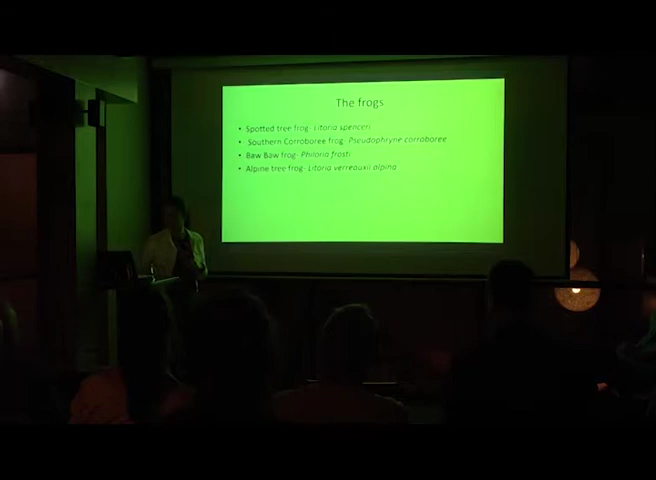 The frogs
• Spotted tree frog- Litoria spenceri
• Southern Corroboree frog- Pseudophryne corroboree
• Baw Baw frog- Philoria frosti
• Alpine tree frog- Litoria verreauxii alpina